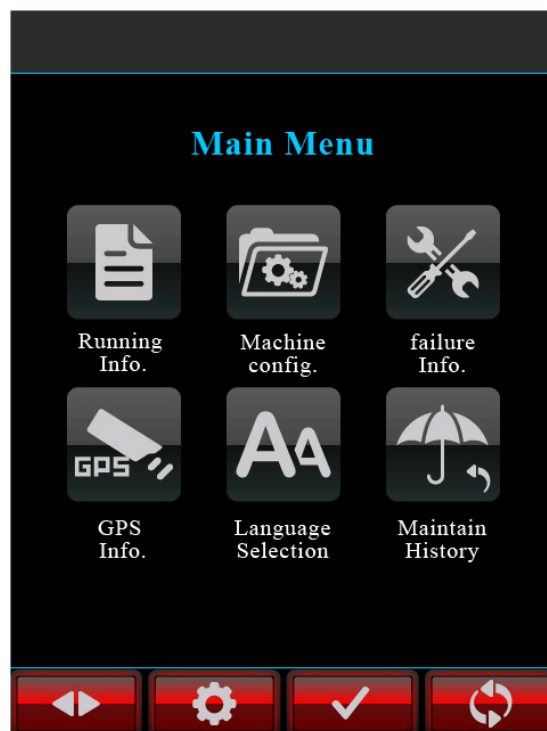 Main Menu
Running
Info.
Machine
config.
failure
Info.
GPS
GPS
Info.
Language
Selection
Maintain
History